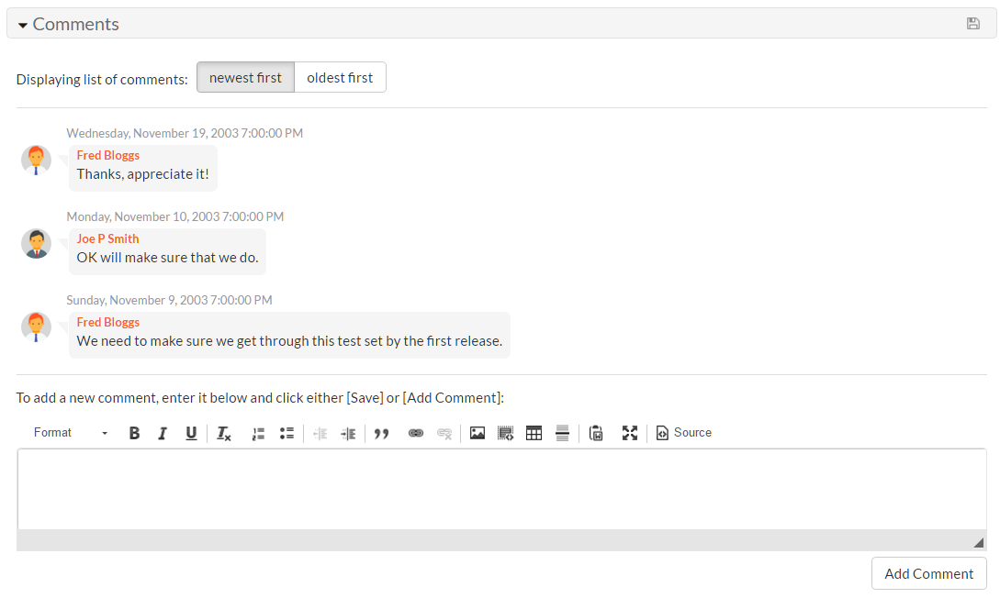 Comments
Displaying list of comments: newest first oldest first
Wednesday, November 19, 2003 7:00:00 PM
Fred Bloggs
Thanks, appreciate it!
Monday, November 10, 2003 7:00:00 PM
Joe P Smith
OK will make sure that we do.
Sunday, November 9, 2003 7:00:00 PM
Fred Bloggs
We need to make sure we get through this test set by the first release.
To add a new comment, enter it below and click either [Save] or [Add Comment]:
Format B I U Ix Source
Add Comment